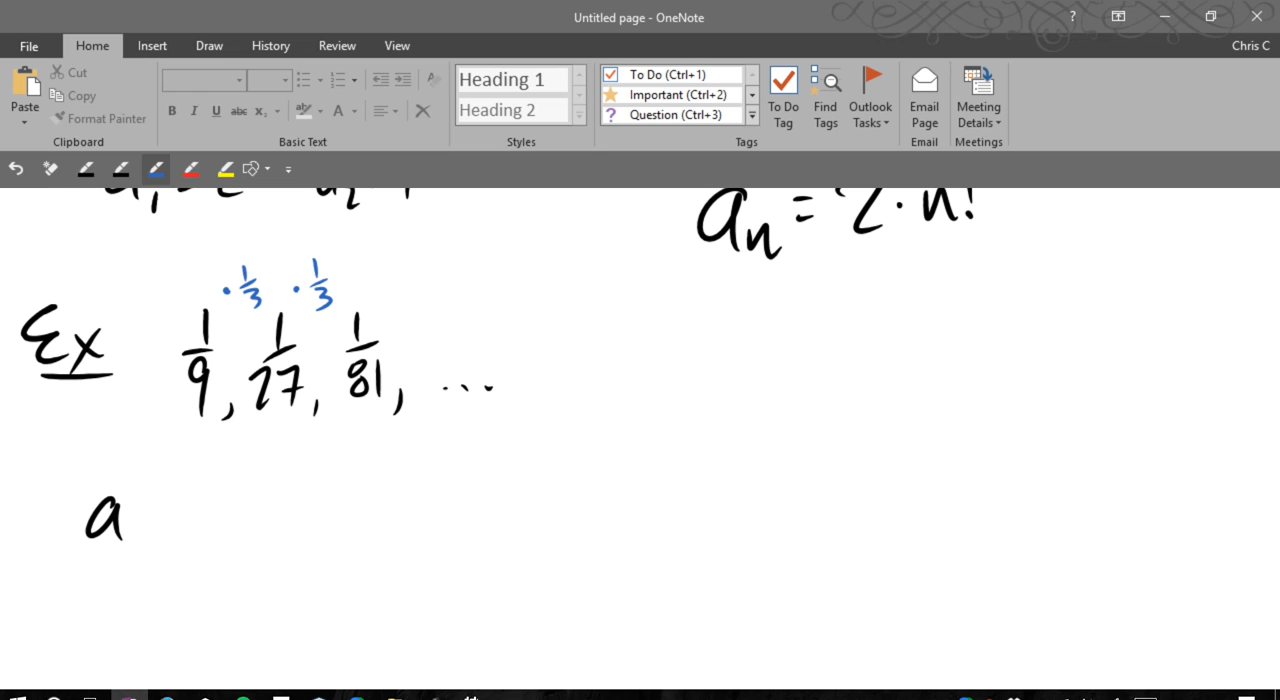 Untitled page - OneNote
?
File Home Insert Draw History Review View Chris C
Paste
Cut
Copy
Format Painter
Clipboard
B I U abc x₂ aby A
Basic Text
Heading 1
Heading 2
Styles
To Do (Ctrl+1)
Important (Ctrl+2)
? Question (Ctrl+3)
To Do Tag
Find Tags
Outlook Tasks
Tags
Email Page
Email
Meeting Details
Meetings
aₙ = 2 · n!
· 1/3 · 1/3
Ex 1/9, 1/27, 1/81, ...
a